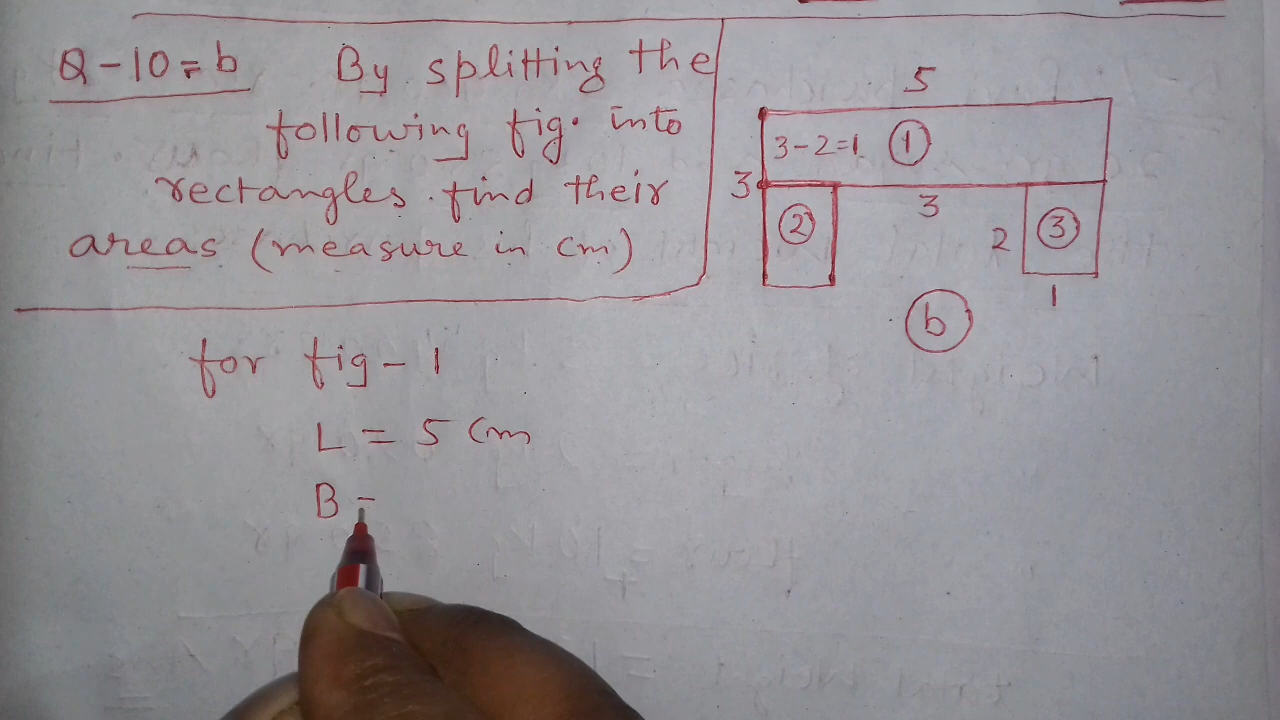 Q-10=b By splitting the
following fig. into
rectangles. find their
areas (measure in cm)
5
3-2=1 1
3
3
2
2 3
1
b
for fig-1
L = 5 cm
B =